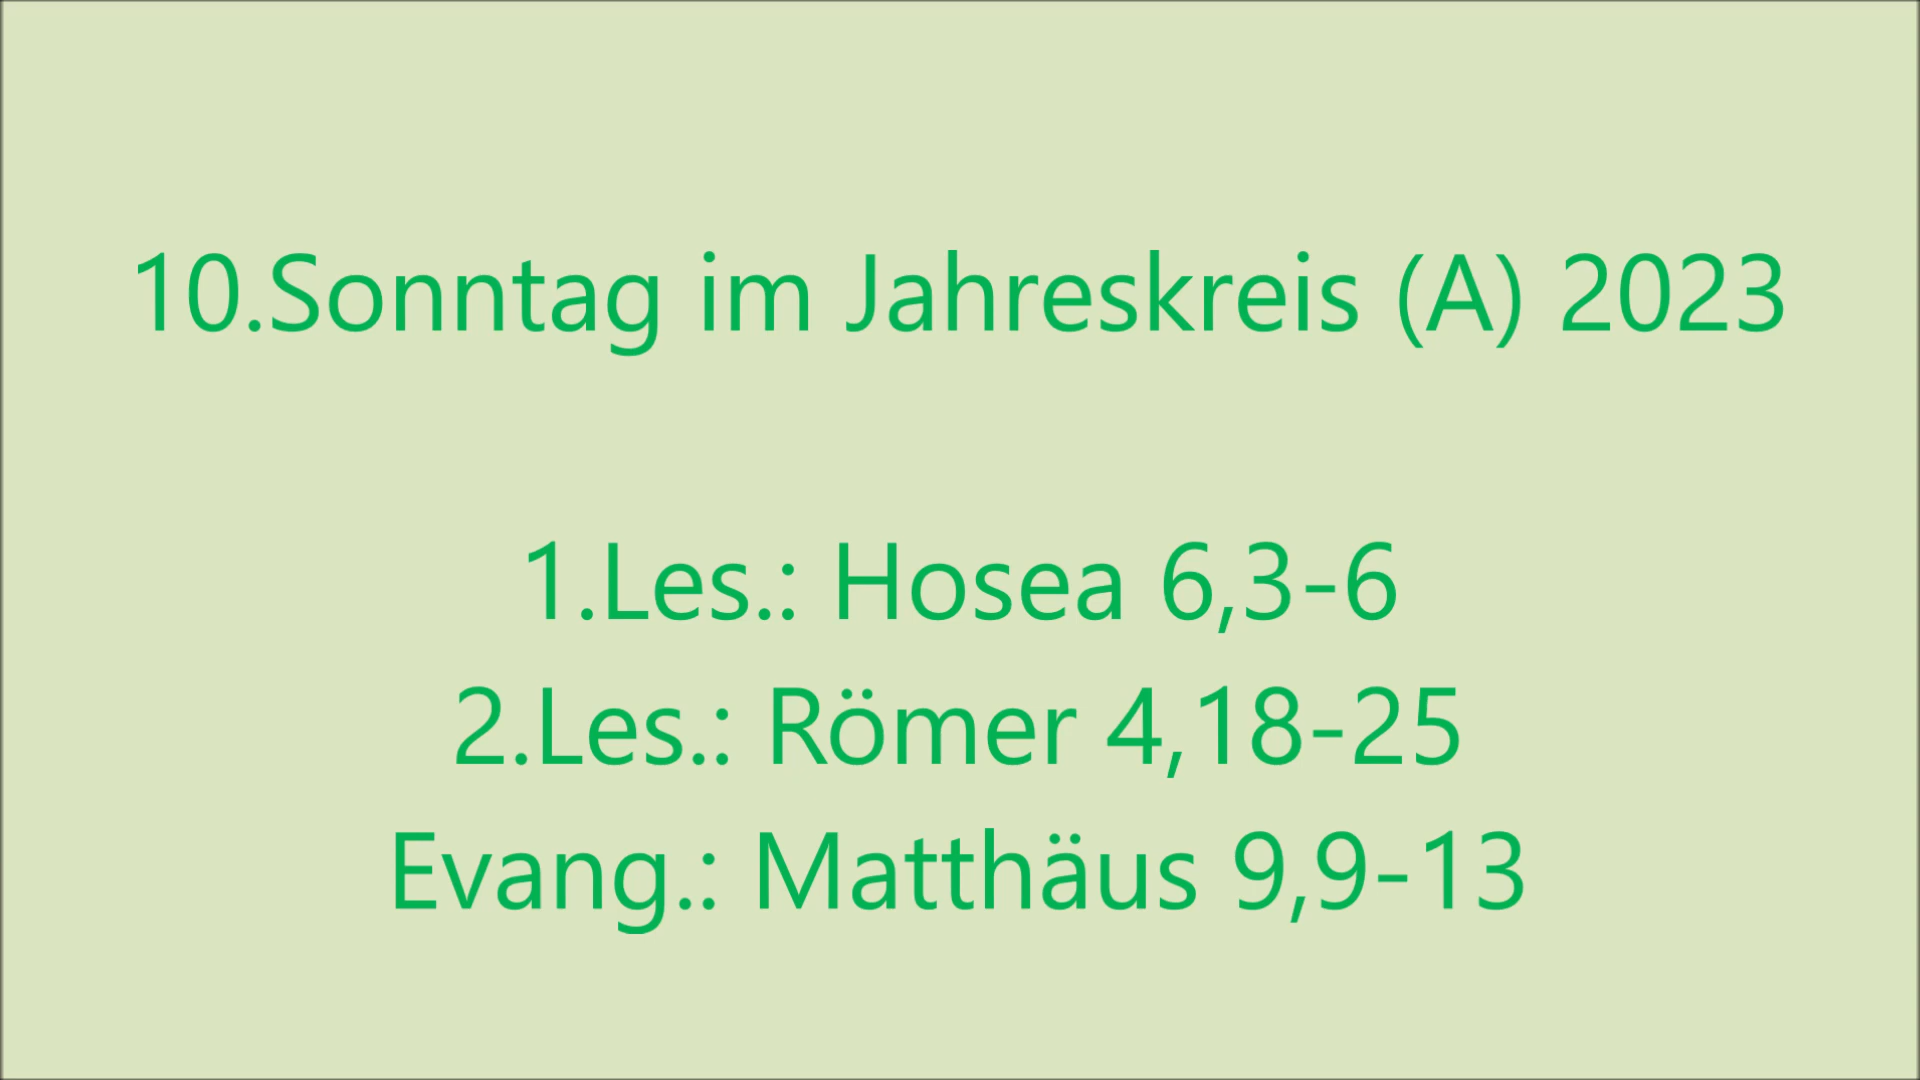 10.Sonntag im Jahreskreis (A) 2023
1.Les.: Hosea 6,3-6
2.Les.: Römer 4,18-25
Evang.: Matthäus 9,9-13